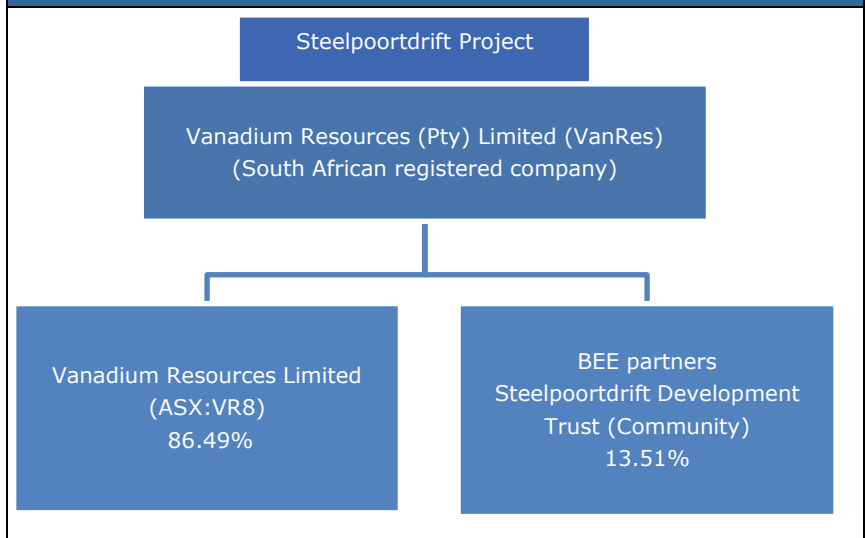 Steelpoortdrift Project
Vanadium Resources (Pty) Limited (VanRes)
(South African registered company)
Vanadium Resources Limited
(ASX:VR8)
86.49%
BEE partners
Steelpoortdrift Development
Trust (Community)
13.51%